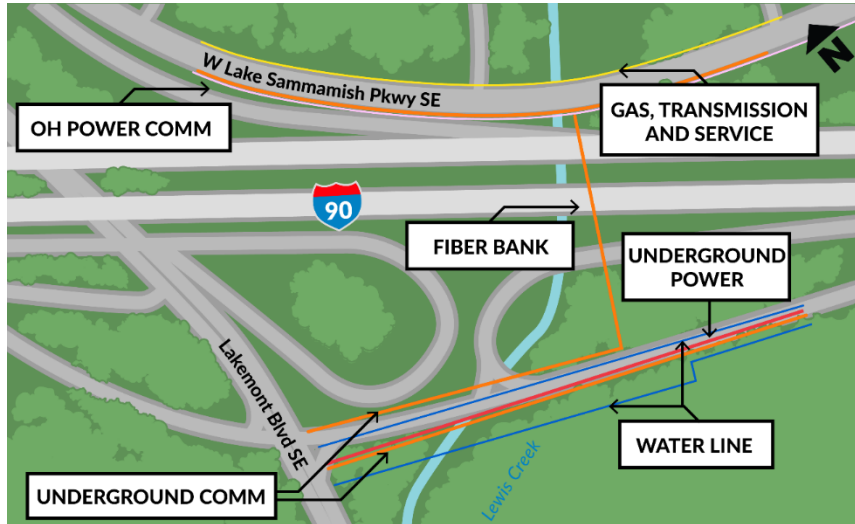 W Lake Sammamish Pkwy SE
N
OH POWER COMM
GAS, TRANSMISSION
AND SERVICE
90
FIBER BANK
UNDERGROUND
POWER
Lakemont Blvd SE
WATER LINE
UNDERGROUND COMM
Lewis Creek